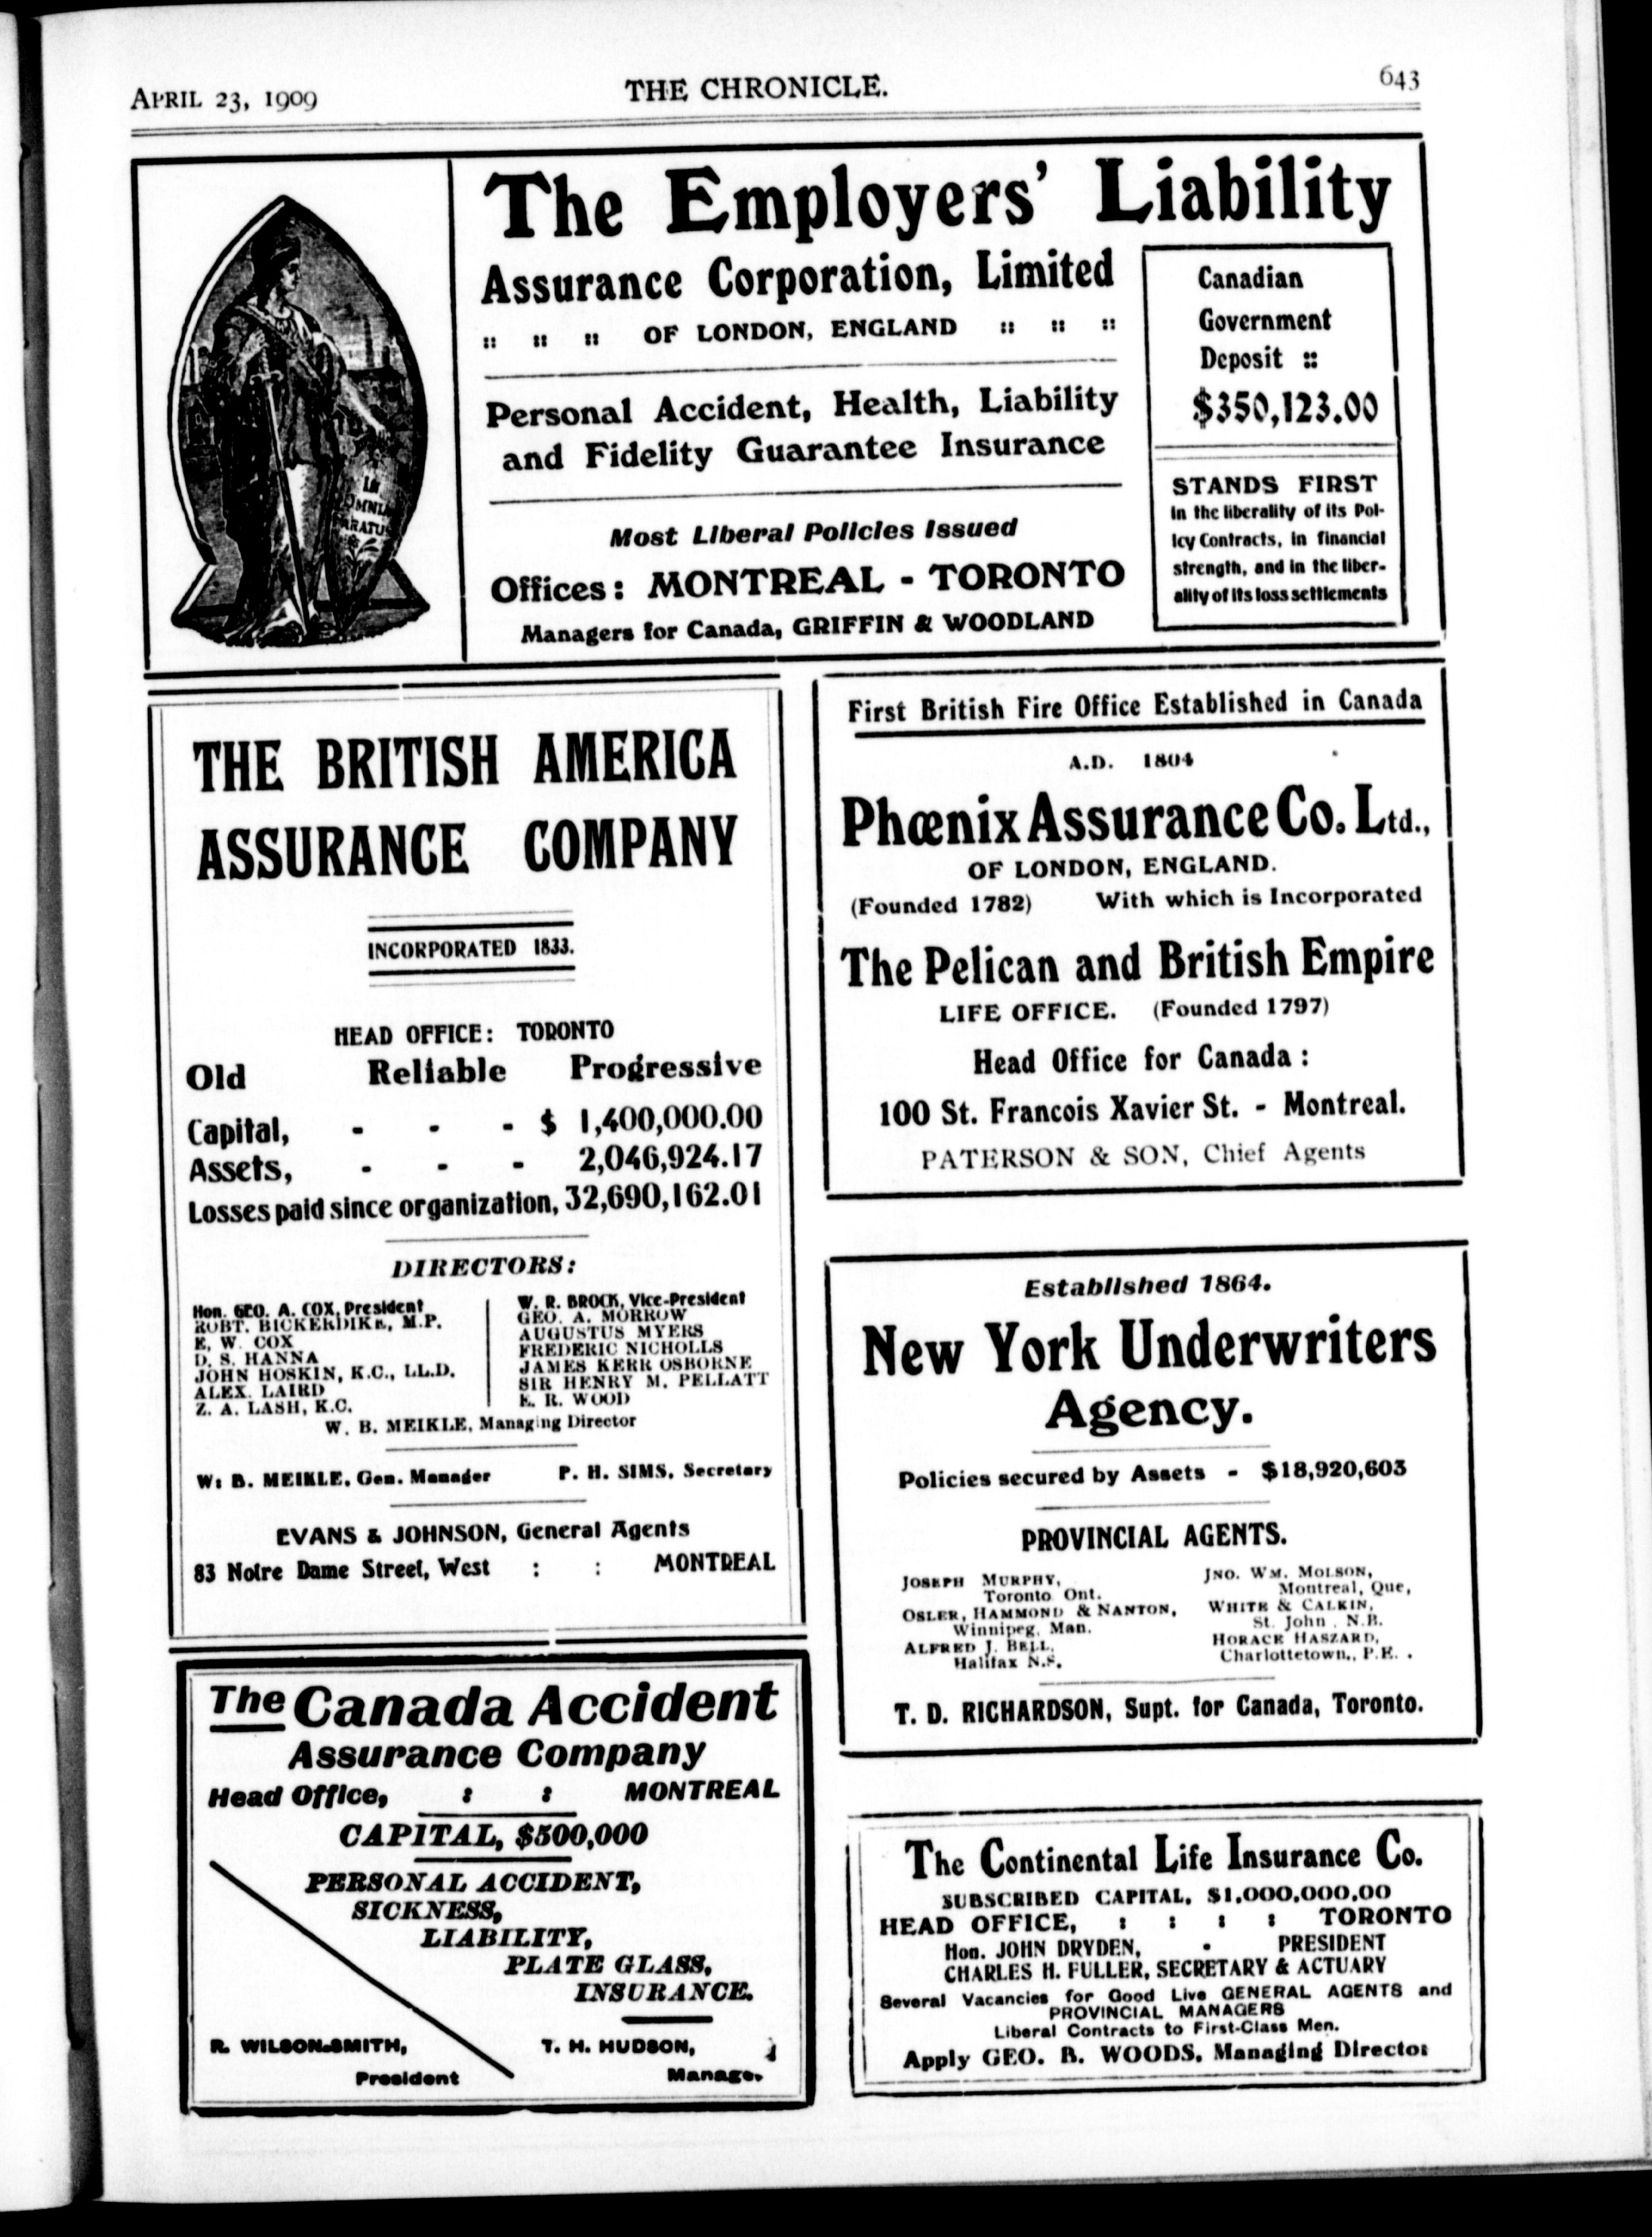 APRIL 23, 1909
THE CHRONICLE.
643
The Employers' Liability
Assurance Corporation, Limited
:: :: :: OF LONDON, ENGLAND :: :: ::
Personal Accident, Health, Liability
and Fidelity Guarantee Insurance
Most Liberal Policies Issued
Offices: MONTREAL - TORONTO
Managers for Canada, GRIFFIN & WOODLAND
OMNIA
Canadian
Government
Deposit ::
$350,123.00
STANDS FIRST
in the liberality of its Pol-
icy Contracts, in financial
strength, and in the liber-
ality of its loss settlements
THE BRITISH AMERICA
ASSURANCE COMPANY
INCORPORATED 1833.
HEAD OFFICE: TORONTO
Old Reliable Progressive
Capital, - - - $ 1,400,000.00
Assets, - - - 2,046,924.17
Losses paid since organization, 32,690,162.01
DIRECTORS:
Hon. GEO. A. COX, President
ROBT. BICKERDIKE, M.P.
E. W. COX
D. S. HANNA
JOHN HOSKIN, K.C., LL.D.
ALEX. LAIRD
Z. A. LASH, K.C.
W. R. BROCK, Vice-President
GEO. A. MORROW
AUGUSTUS MYERS
FREDERIC NICHOLLS
JAMES KERR OSBORNE
SIR HENRY M. PELLATT
E. R. WOOD
W. B. MEIKLE, Managing Director
W. B. MEIKLE, Gen. Manager P. H. SIMS, Secretary
EVANS & JOHNSON, General Agents
83 Notre Dame Street, West : : MONTREAL
The Canada Accident
Assurance Company
Head Office, : : MONTREAL
CAPITAL, $500,000
PERSONAL ACCIDENT,
SICKNESS,
LIABILITY,
PLATE GLASS,
INSURANCE.
R. WILSON-SMITH,
President
T. H. HUDSON,
Manager.
First British Fire Office Established in Canada
A.D. 1804
Phœnix Assurance Co. Ltd.,
OF LONDON, ENGLAND.
(Founded 1782) With which is Incorporated
The Pelican and British Empire
LIFE OFFICE. (Founded 1797)
Head Office for Canada :
100 St. Francois Xavier St. - Montreal.
PATERSON & SON, Chief Agents
Established 1864.
New York Underwriters
Agency.
Policies secured by Assets - $18,920,603
PROVINCIAL AGENTS.
JOSEPH MURPHY,
Toronto Ont.
OSLER, HAMMOND & NANTON,
Winnipeg, Man.
ALFRED J. BELL,
Halifax N.S.
JNO. WM. MOLSON,
Montreal, Que,
WHITE & CALKIN,
St. John , N.B.
HORACE HASZARD,
Charlottetown., P.E. .
T. D. RICHARDSON, Supt. for Canada, Toronto.
The Continental Life Insurance Co.
SUBSCRIBED CAPITAL, $1,000,000.00
HEAD OFFICE, : : : : TORONTO
Hon. JOHN DRYDEN, - PRESIDENT
CHARLES H. FULLER, SECRETARY & ACTUARY
Several Vacancies for Good Live GENERAL AGENTS and
PROVINCIAL MANAGERS
Liberal Contracts to First-Class Men.
Apply GEO. B. WOODS, Managing Director